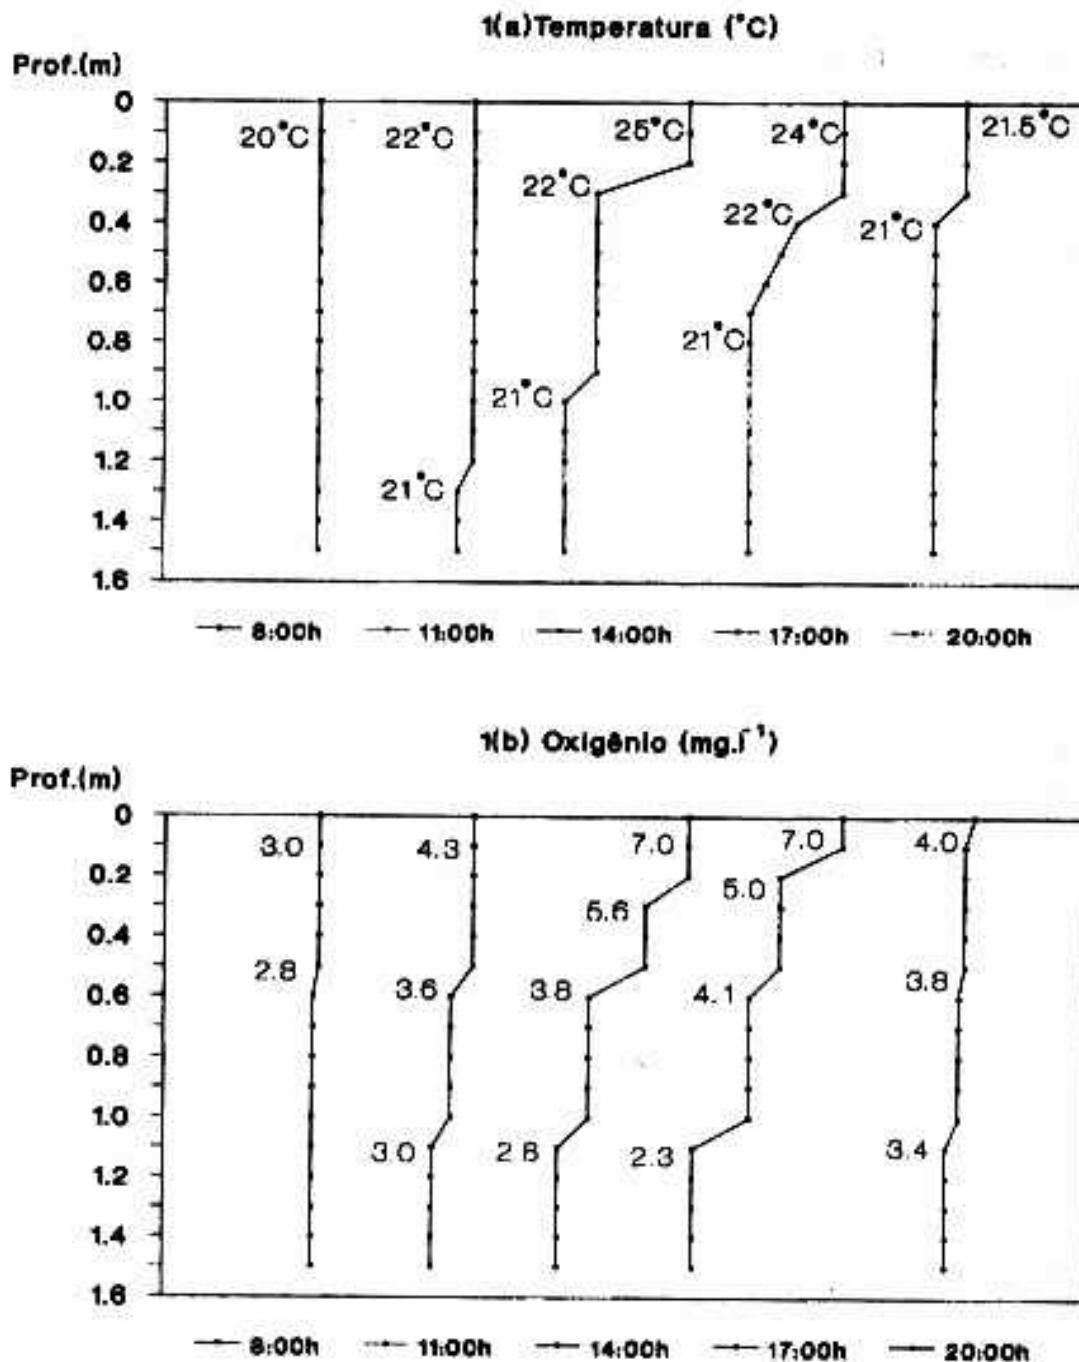 1(a)Temperatura (°C)
Prof.(m)
0
20°C
22°C
25°C
24°C
21.5°C
0.2
22°C
0.4
22°C
21°C
0.6
0.8
21°C
1.0
21°C
1.2
21°C
1.4
1.6
8:00h 11:00h 14:00h 17:00h 20:00h
1(b) Oxigênio (mg.l⁻¹)
Prof.(m)
0
3.0 4.3 7.0 7.0 4.0
0.2
5.0
5.6
0.4
2.8
3.8
0.6
3.6 3.8 4.1
0.8
1.0
3.0 2.8 2.3 3.4
1.2
1.4
1.6
8:00h 11:00h 14:00h 17:00h 20:00h